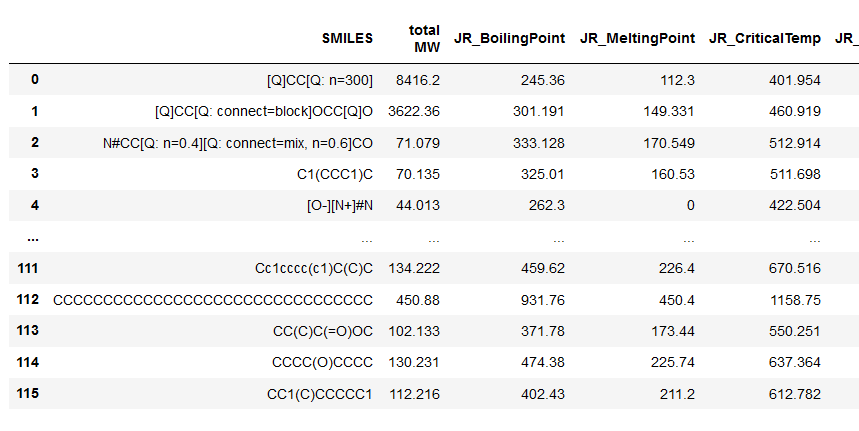 SMILES total MW JR_BoilingPoint JR_MeltingPoint JR_CriticalTemp JR_
0 [Q]CC[Q: n=300] 8416.2 245.36 112.3 401.954
1 [Q]CC[Q: connect=block]OCC[Q]O 3622.36 301.191 149.331 460.919
2 N#CC[Q: n=0.4][Q: connect=mix, n=0.6]CO 71.079 333.128 170.549 512.914
3 C1(CCC1)C 70.135 325.01 160.53 511.698
4 [O-][N+]#N 44.013 262.3 0 422.504
... ... ... ... ... ...
111 Cc1cccc(c1)C(C)C 134.222 459.62 226.4 670.516
112 CCCCCCCCCCCCCCCCCCCCCCCCCCCCCCCC 450.88 931.76 450.4 1158.75
113 CC(C)C(=O)OC 102.133 371.78 173.44 550.251
114 CCCC(O)CCCC 130.231 474.38 225.74 637.364
115 CC1(C)CCCCC1 112.216 402.43 211.2 612.782